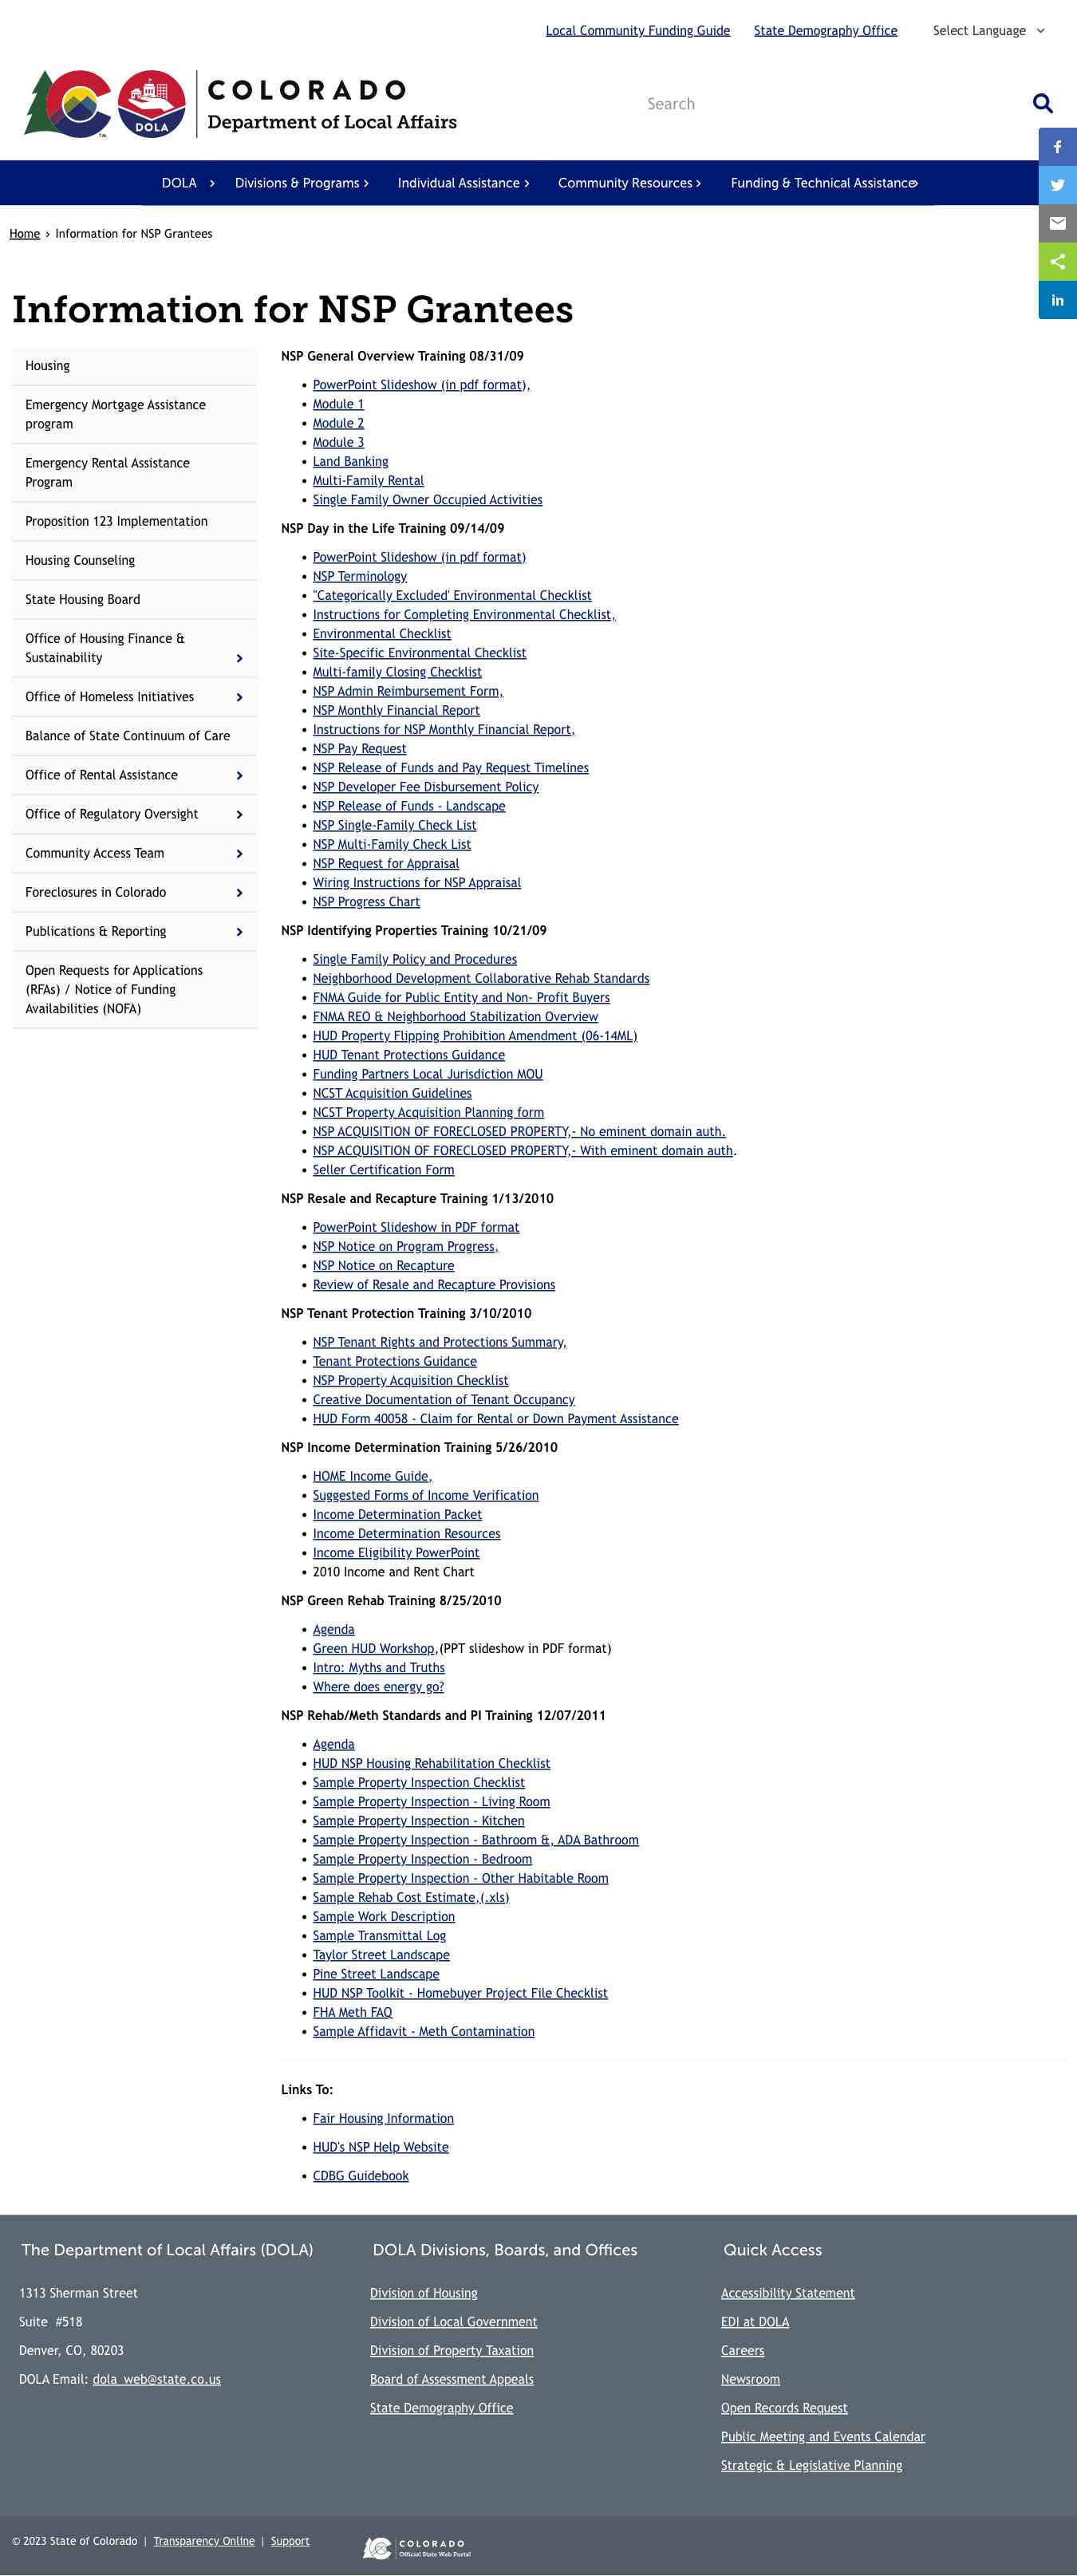 Local Community Funding Guide State Demography Office Select Language
COLORADO
Department of Local Affairs
DOLA
TM
Search
DOLA Divisions & Programs Individual Assistance Community Resources Funding & Technical Assistance
Home › Information for NSP Grantees
Information for NSP Grantees
Housing
Emergency Mortgage Assistance
program
Emergency Rental Assistance
Program
Proposition 123 Implementation
Housing Counseling
State Housing Board
Office of Housing Finance &
Sustainability
Office of Homeless Initiatives
Balance of State Continuum of Care
Office of Rental Assistance
Office of Regulatory Oversight
Community Access Team
Foreclosures in Colorado
Publications & Reporting
Open Requests for Applications
(RFAs) / Notice of Funding
Availabilities (NOFA)
NSP General Overview Training 08/31/09
• PowerPoint Slideshow (in pdf format),
• Module 1
• Module 2
• Module 3
• Land Banking
• Multi-Family Rental
• Single Family Owner Occupied Activities
NSP Day in the Life Training 09/14/09
• PowerPoint Slideshow (in pdf format)
• NSP Terminology
• "Categorically Excluded' Environmental Checklist
• Instructions for Completing Environmental Checklist,
• Environmental Checklist
• Site-Specific Environmental Checklist
• Multi-family Closing Checklist
• NSP Admin Reimbursement Form,
• NSP Monthly Financial Report
• Instructions for NSP Monthly Financial Report,
• NSP Pay Request
• NSP Release of Funds and Pay Request Timelines
• NSP Developer Fee Disbursement Policy
• NSP Release of Funds - Landscape
• NSP Single-Family Check List
• NSP Multi-Family Check List
• NSP Request for Appraisal
• Wiring Instructions for NSP Appraisal
• NSP Progress Chart
NSP Identifying Properties Training 10/21/09
• Single Family Policy and Procedures
• Neighborhood Development Collaborative Rehab Standards
• FNMA Guide for Public Entity and Non- Profit Buyers
• FNMA REO & Neighborhood Stabilization Overview
• HUD Property Flipping Prohibition Amendment (06-14ML)
• HUD Tenant Protections Guidance
• Funding Partners Local Jurisdiction MOU
• NCST Acquisition Guidelines
• NCST Property Acquisition Planning form
• NSP ACQUISITION OF FORECLOSED PROPERTY,- No eminent domain auth.
• NSP ACQUISITION OF FORECLOSED PROPERTY,- With eminent domain auth.
• Seller Certification Form
NSP Resale and Recapture Training 1/13/2010
• PowerPoint Slideshow in PDF format
• NSP Notice on Program Progress,
• NSP Notice on Recapture
• Review of Resale and Recapture Provisions
NSP Tenant Protection Training 3/10/2010
• NSP Tenant Rights and Protections Summary,
• Tenant Protections Guidance
• NSP Property Acquisition Checklist
• Creative Documentation of Tenant Occupancy
• HUD Form 40058 - Claim for Rental or Down Payment Assistance
NSP Income Determination Training 5/26/2010
• HOME Income Guide,
• Suggested Forms of Income Verification
• Income Determination Packet
• Income Determination Resources
• Income Eligibility PowerPoint
• 2010 Income and Rent Chart
NSP Green Rehab Training 8/25/2010
• Agenda
• Green HUD Workshop,(PPT slideshow in PDF format)
• Intro: Myths and Truths
• Where does energy go?
NSP Rehab/Meth Standards and PI Training 12/07/2011
• Agenda
• HUD NSP Housing Rehabilitation Checklist
• Sample Property Inspection Checklist
• Sample Property Inspection - Living Room
• Sample Property Inspection - Kitchen
• Sample Property Inspection - Bathroom &, ADA Bathroom
• Sample Property Inspection - Bedroom
• Sample Property Inspection - Other Habitable Room
• Sample Rehab Cost Estimate,(.xls)
• Sample Work Description
• Sample Transmittal Log
• Taylor Street Landscape
• Pine Street Landscape
• HUD NSP Toolkit - Homebuyer Project File Checklist
• FHA Meth FAQ
• Sample Affidavit - Meth Contamination
Links To:
• Fair Housing Information
• HUD's NSP Help Website
• CDBG Guidebook
The Department of Local Affairs (DOLA)
1313 Sherman Street
Suite #518
Denver, CO, 80203
DOLA Email: dola_web@state.co.us
DOLA Divisions, Boards, and Offices
Division of Housing
Division of Local Government
Division of Property Taxation
Board of Assessment Appeals
State Demography Office
Quick Access
Accessibility Statement
EDI at DOLA
Careers
Newsroom
Open Records Request
Public Meeting and Events Calendar
Strategic & Legislative Planning
© 2023 State of Colorado | Transparency Online | Support
COLORADO
Official State Web Portal